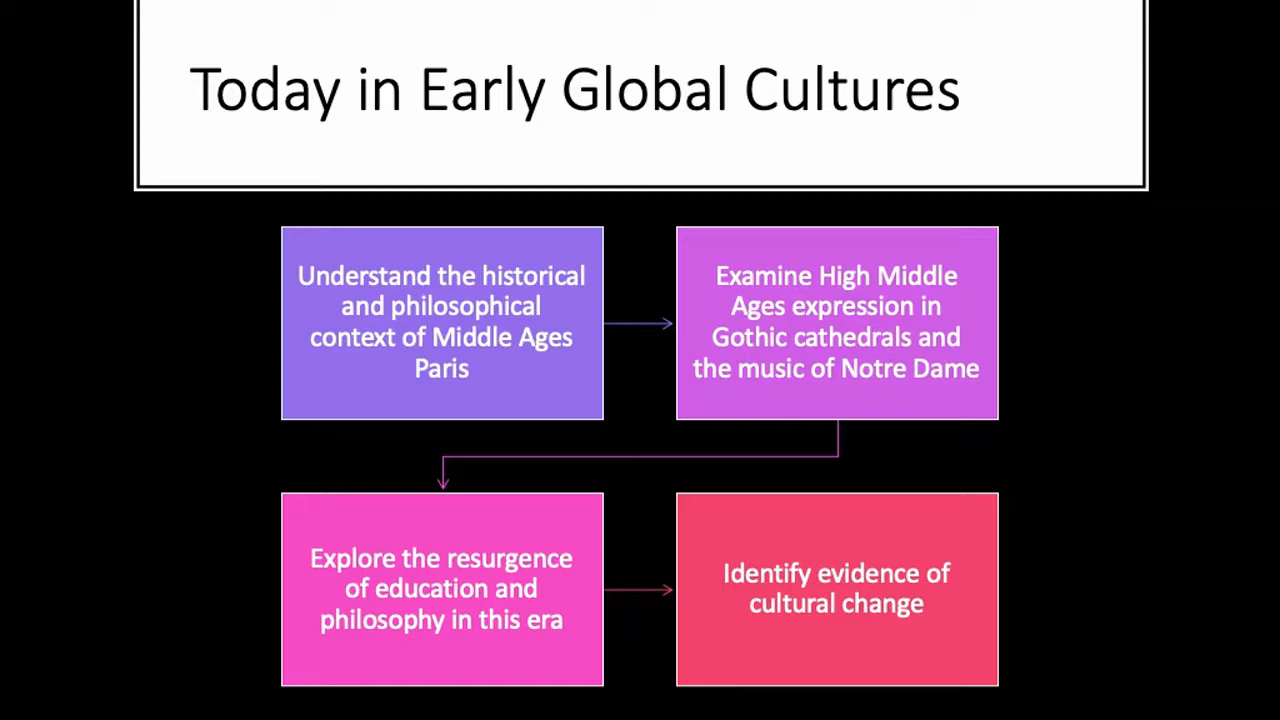 Today in Early Global Cultures
Understand the historical
and philosophical
context of Middle Ages
Paris
Examine High Middle
Ages expression in
Gothic cathedrals and
the music of Notre Dame
Explore the resurgence
of education and
philosophy in this era
Identify evidence of
cultural change